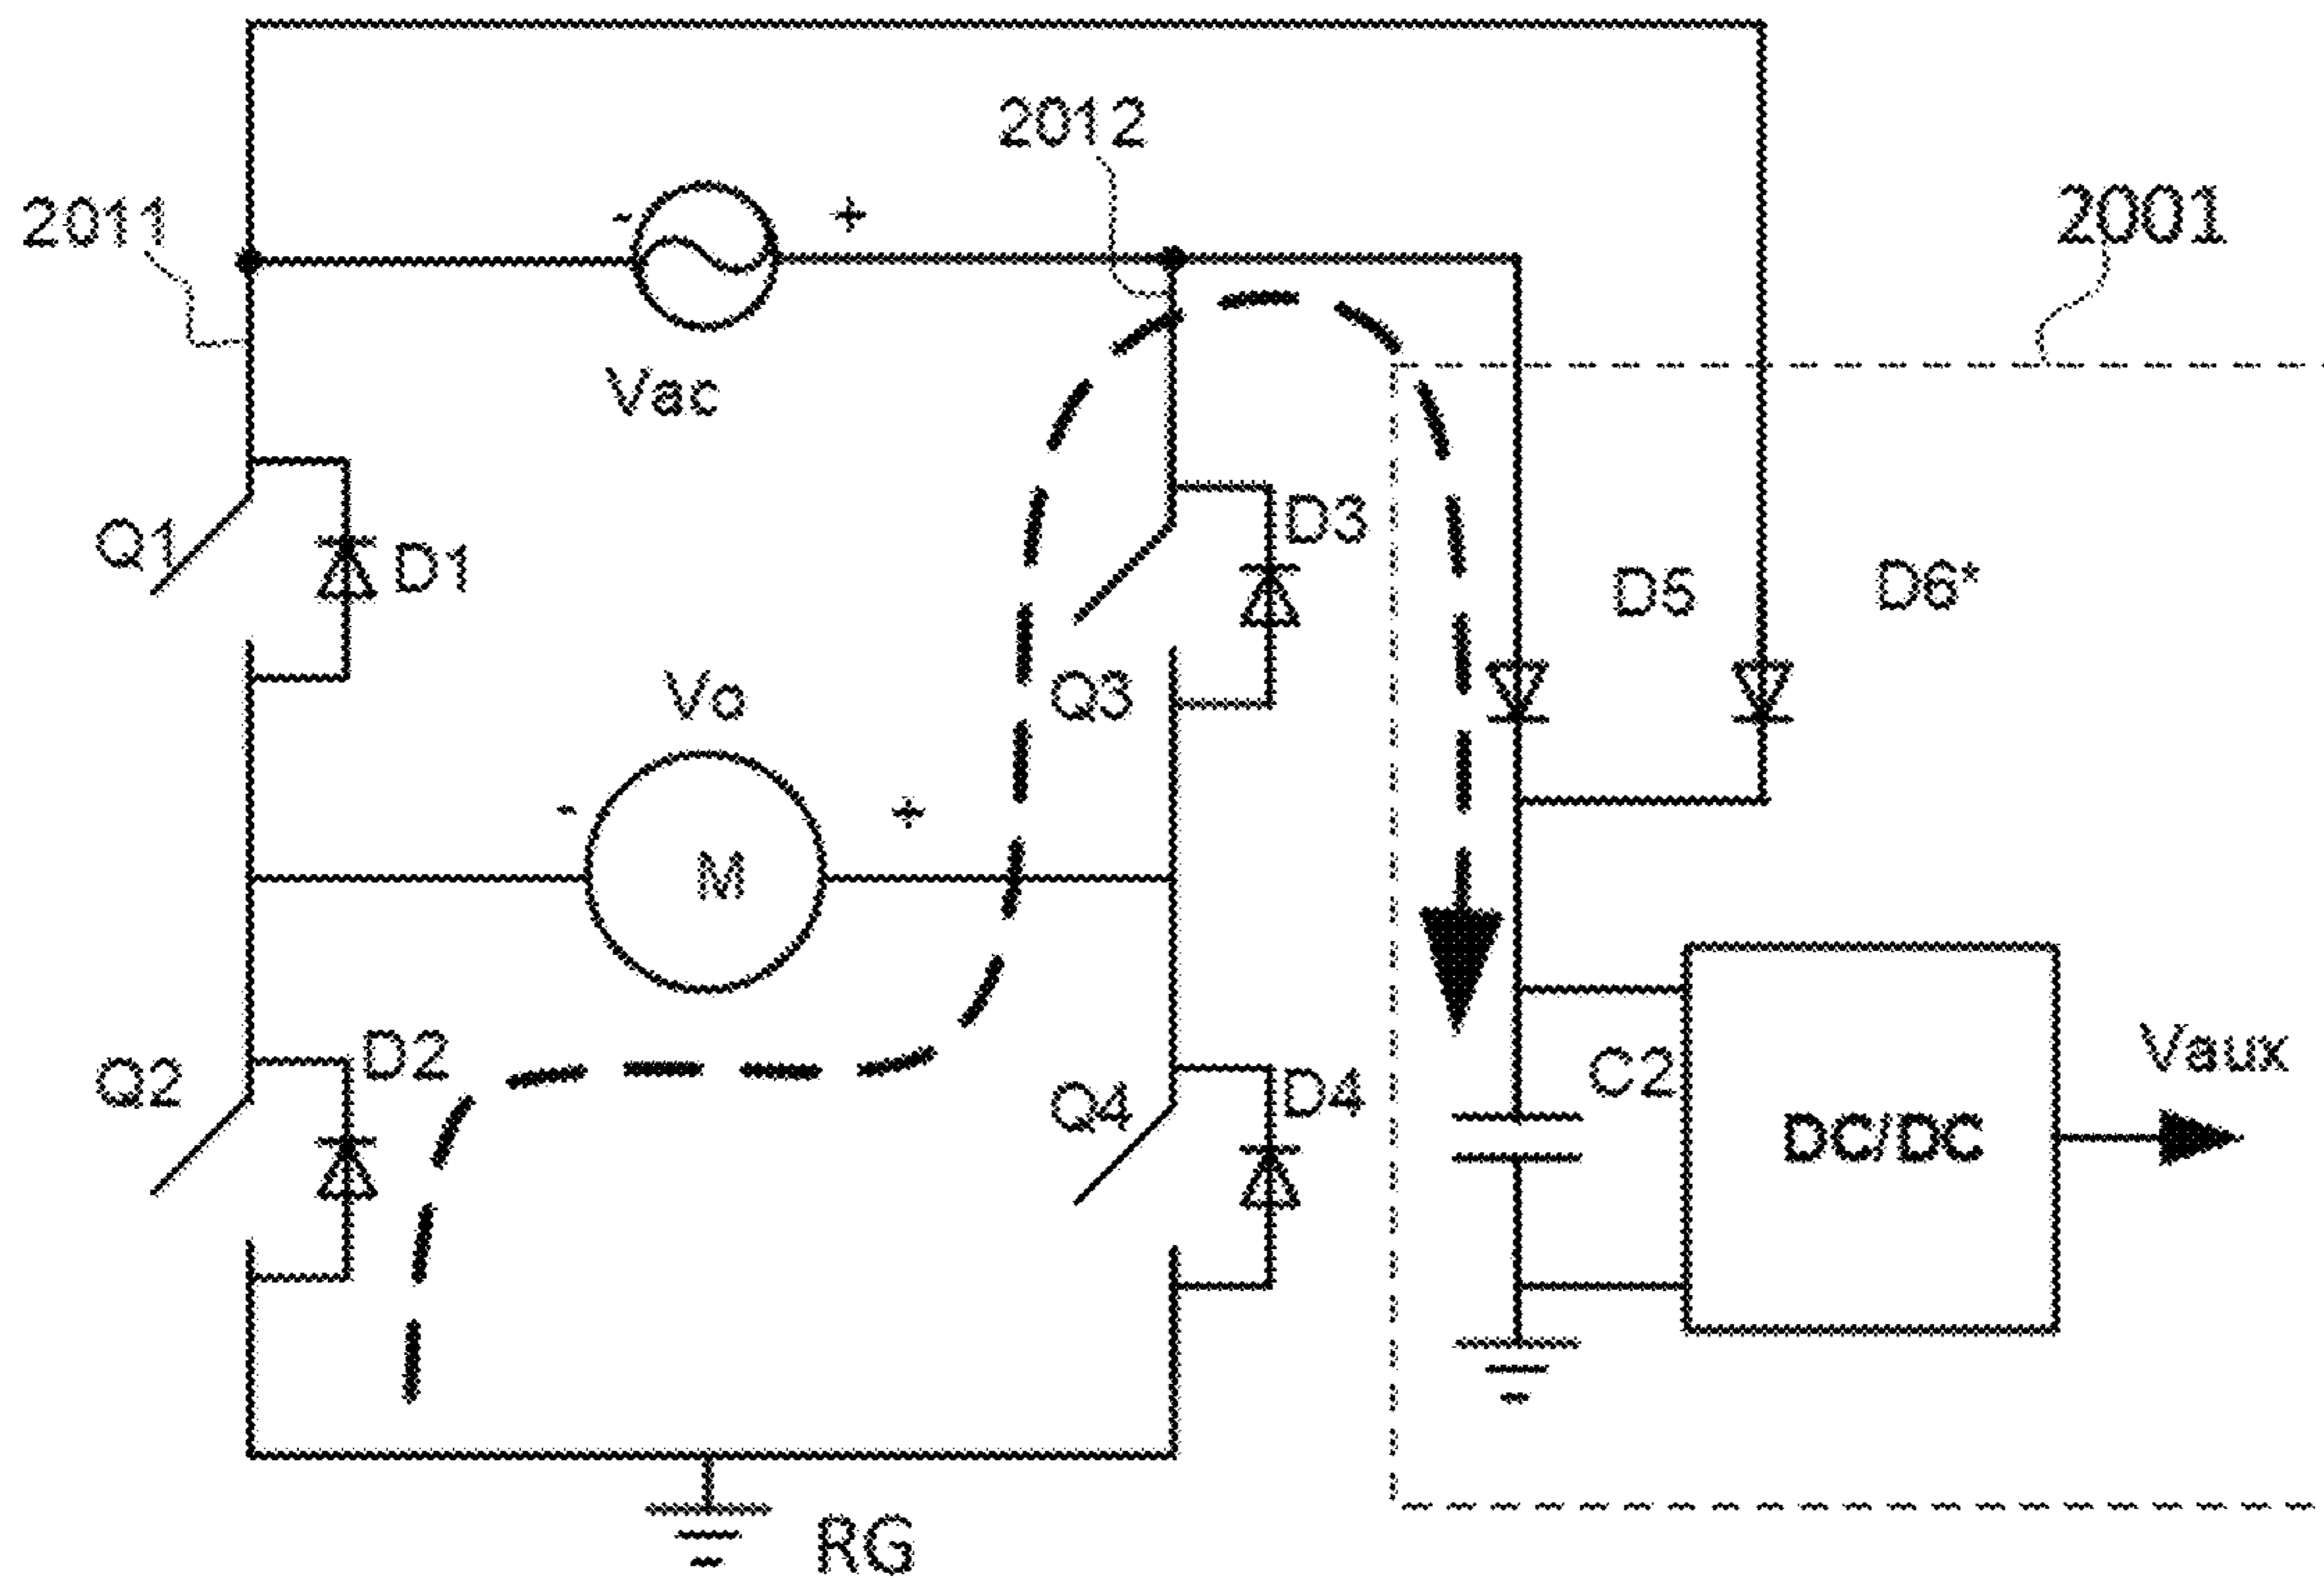 2012
2011
- +
2001
Vac
D3
Q1 D1
D5 D6*
Vo Q3
- +
M
D2
Q2 Q4 D4 C2 Vaux
DC/DC
RG